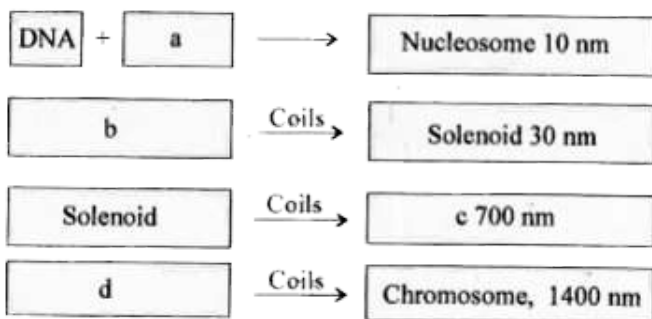 DNA + a Nucleosome 10 nm
b Coils Solenoid 30 nm
Solenoid Coils c 700 nm
d Coils Chromosome, 1400 nm